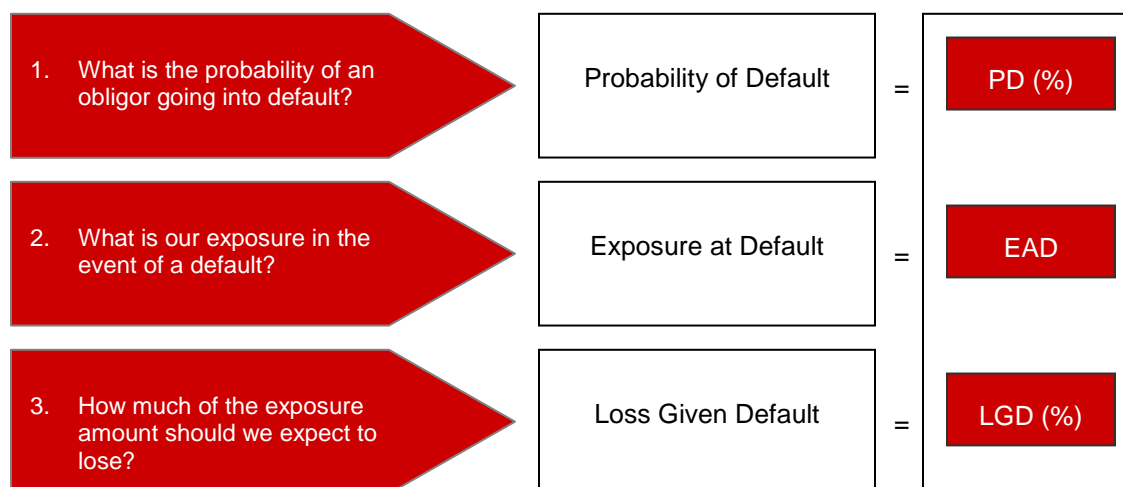 1. What is the probability of an
obligor going into default?
Probability of Default
=
PD (%)
2. What is our exposure in the
event of a default?
Exposure at Default
=
EAD
3. How much of the exposure
amount should we expect to
lose?
Loss Given Default
=
LGD (%)